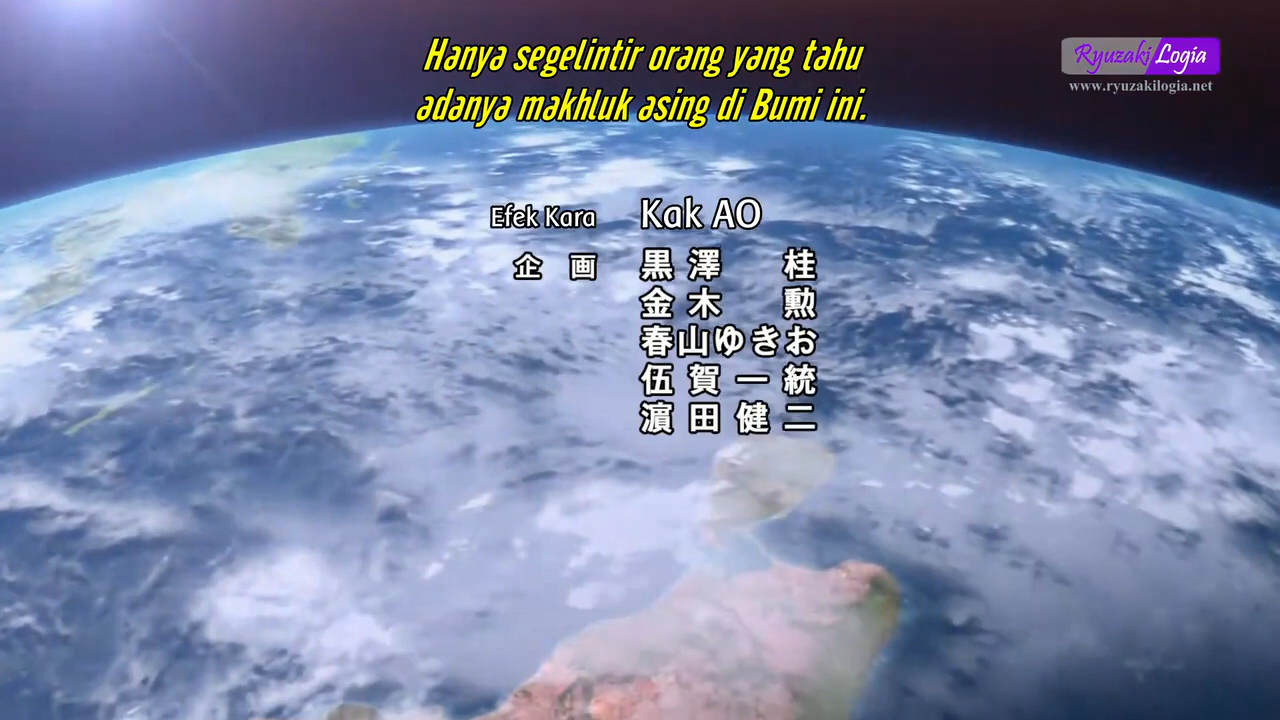 Hanya segelintir orang yang tahu
adanya makhluk asing di Bumi ini.
Ryuzaki Logia
www.ryuzakilogia.net
Efek Kara Kak AO
企画 黒澤 桂
金木 勲
春山ゆきお
伍賀一統
濵田健二